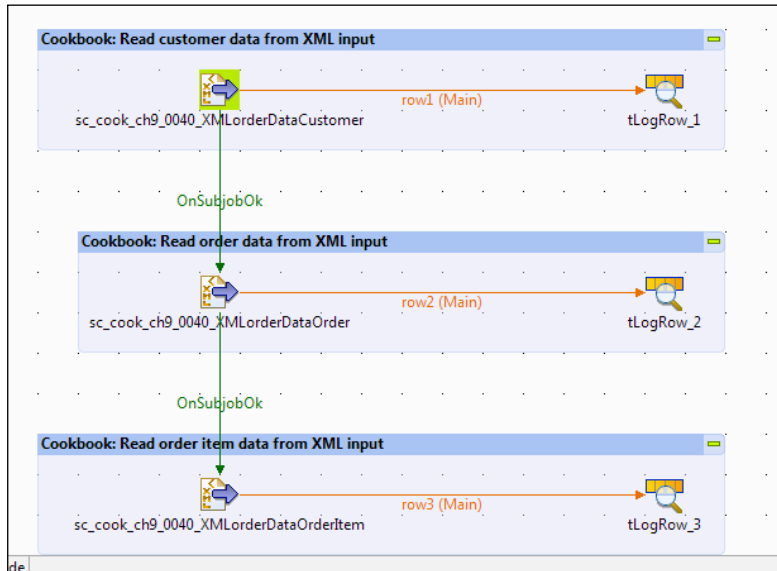 Cookbook: Read customer data from XML input
row1 (Main)
sc_cook_ch9_0040_XMLorderDataCustomer
tLogRow_1
OnSubjobOk
Cookbook: Read order data from XML input
row2 (Main)
sc_cook_ch9_0040_XMLorderDataOrder
tLogRow_2
OnSubjobOk
Cookbook: Read order item data from XML input
row3 (Main)
sc_cook_ch9_0040_XMLorderDataOrderItem
tLogRow_3
de